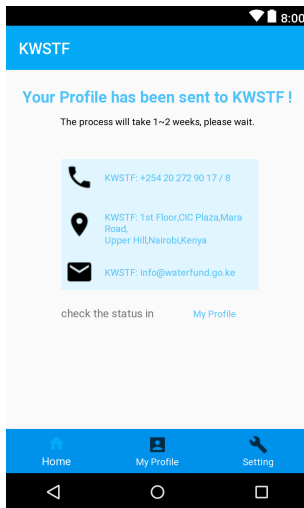 8:00
KWSTF
Your Profile has been sent to KWSTF !
The process will take 1~2 weeks, please wait.
KWSTF: +254 20 272 90 17 / 8
KWSTF: 1st Floor,CIC Plaza,Mara
Road,
Upper Hill,Nairobi,Kenya
KWSTF: info@waterfund.go.ke
check the status in My Profile
Home My Profile Setting